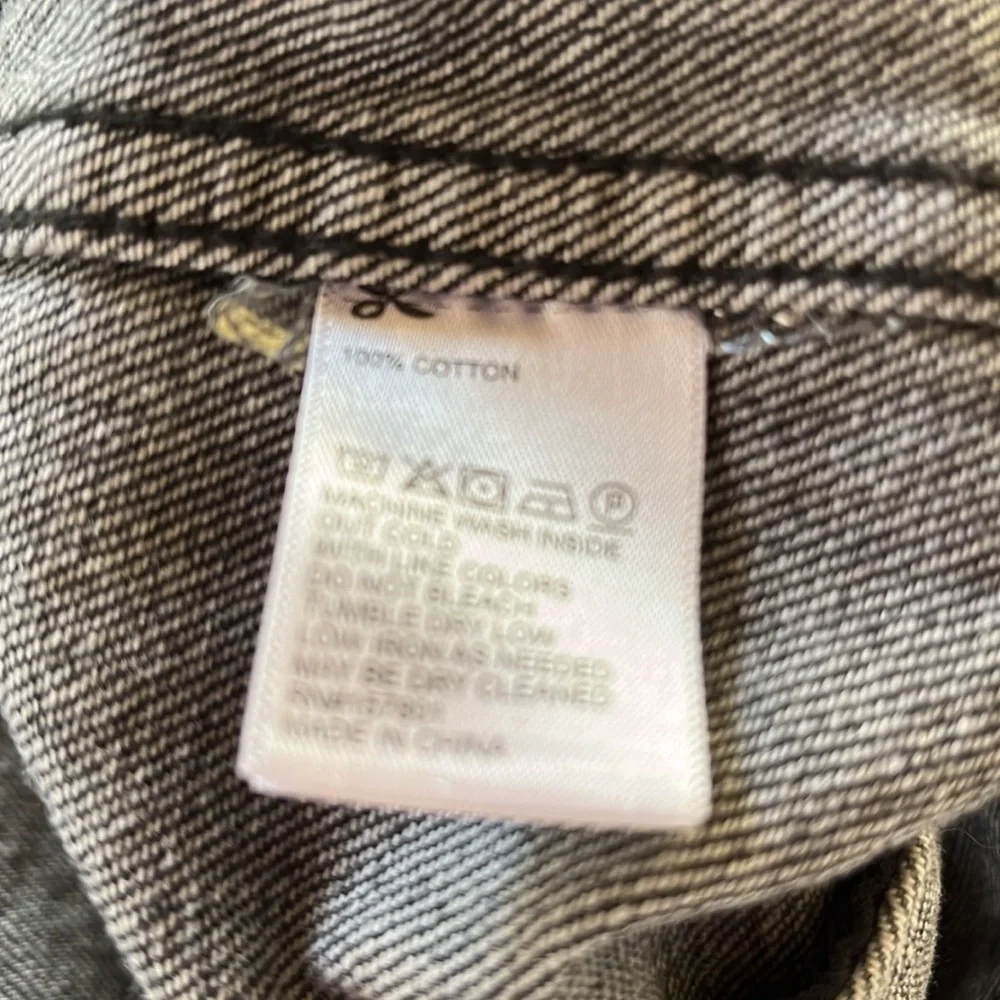 100% COTTON
P
MACHINE WASH INSIDE
OUT COLD
WITH LIKE COLORS
DO NOT BLEACH
TUMBLE DRY LOW
LOW IRON AS NEEDED
MAY BE DRY CLEANED
MADE IN CHINA